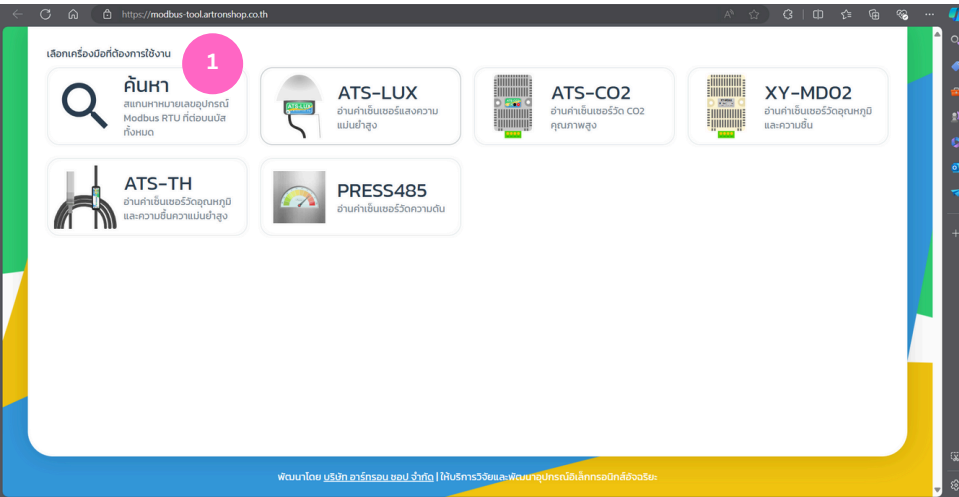 https://modbus-tool.artronshop.co.th
เลือกเครื่องมือที่ต้องการใช้งาน
1
ค้นหา
สแกนหาหมายเลขอุปกรณ์
Modbus RTU ที่ต่อบนบัส
ทั้งหมด
ATS-LUX
อ่านค่าเซ็นเซอร์แสงความ
แม่นยำสูง
ATS-CO2
อ่านค่าเซ็นเซอร์วัด CO2
คุณภาพสูง
XY-MD02
อ่านค่าเซ็นเซอร์วัดอุณหภูมิ
และความชื้น
ATS-TH
อ่านค่าเซ็นเซอร์วัดอุณหภูมิ
และความชื้นความแม่นยำสูง
PRESS485
อ่านค่าเซ็นเซอร์วัดความดัน
พัฒนาโดย บริษัท อาร์ทรอน ชอป จำกัด | ให้บริการวิจัยและพัฒนาอุปกรณ์อิเล็กทรอนิกส์อัจฉริยะ